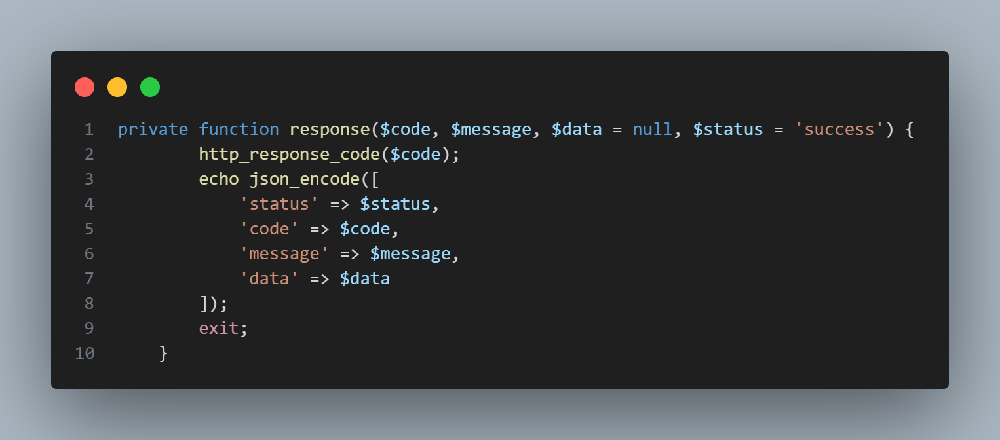 1 private function response($code, $message, $data = null, $status = 'success') {
2         http_response_code($code);
3         echo json_encode([
4             'status' => $status,
5             'code' => $code,
6             'message' => $message,
7             'data' => $data
8         ]);
9         exit;
10     }